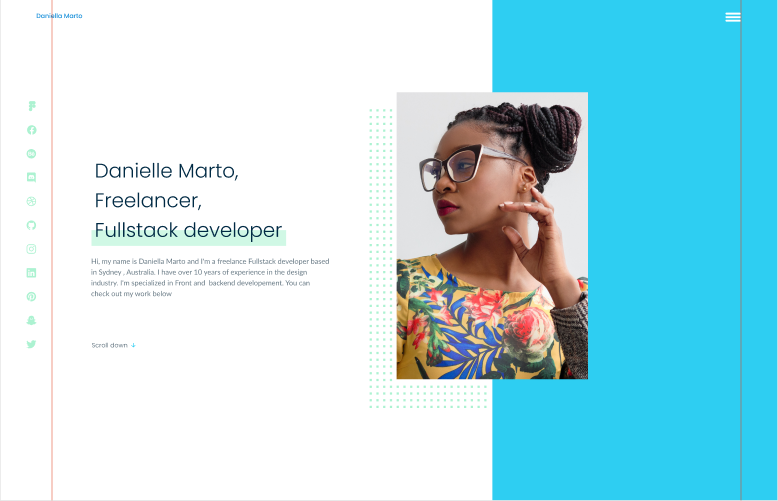 Daniella Marto
Danielle Marto,
Freelancer,
Fullstack developer
Hi, my name is Daniella Marto and I'm a freelance Fullstack developer based
in Sydney , Australia. I have over 10 years of experience in the design
industry. I'm specialized in Front and  backend developement. You can
check out my work below
Scroll down ↓